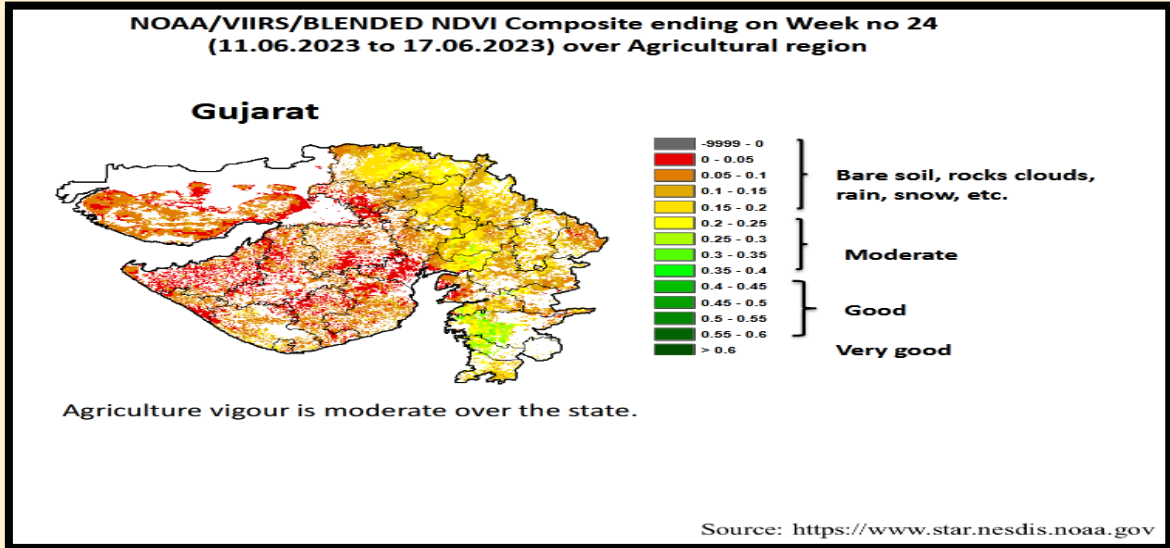 NOAA/VIIRS/BLENDED NDVI Composite ending on Week no 24
(11.06.2023 to 17.06.2023) over Agricultural region
Gujarat
-9999 - 0
0 - 0.05
0.05 - 0.1
0.1 - 0.15
0.15 - 0.2
0.2 - 0.25
0.25 - 0.3
0.3 - 0.35
0.35 - 0.4
0.4 - 0.45
0.45 - 0.5
0.5 - 0.55
0.55 - 0.6
> 0.6
Bare soil, rocks clouds,
rain, snow, etc.
Moderate
Good
Very good
Agriculture vigour is moderate over the state.
Source: https://www.star.nesdis.noaa.gov